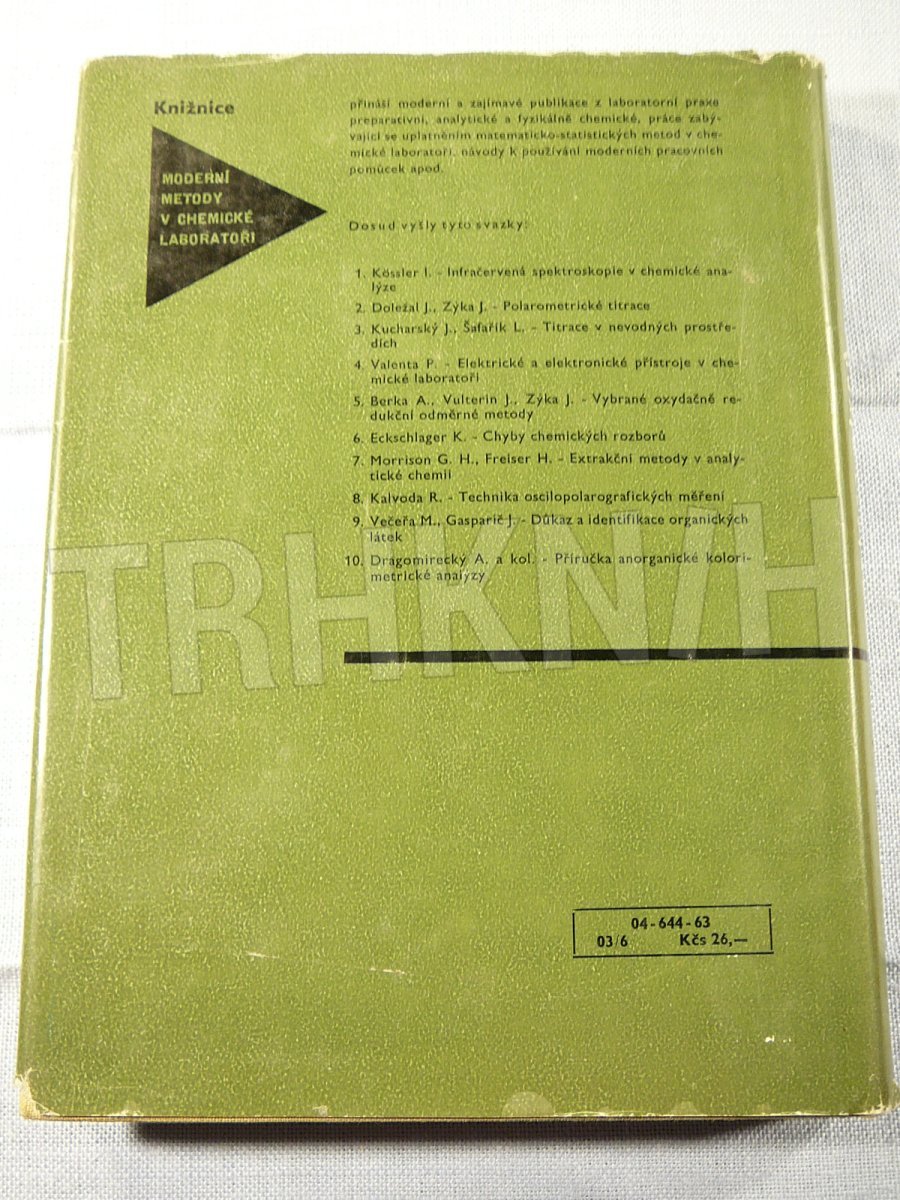 Knižnice
MODERNÍ
METODY
V CHEMICKÉ
LABORATOŘI
přináší moderní a zajímavé publikace z laboratorní praxe
preparativní, analytické a fyzikálně chemické, práce zabý-
vající se uplatněním matematicko-statistických metod v che-
mické laboratoři, návody k používání moderních pracovních
pomůcek apod.
Dosud vyšly tyto svazky:
1. Kössler I. - Infračervená spektroskopie v chemické ana-
lýze
2. Doležal J., Zýka J. - Polarometrické titrace
3. Kucharský J., Šafařík L. - Titrace v nevodných prostře-
dích
4. Valenta P. - Elektrické a elektronické přístroje v che-
mické laboratoři
5. Berka A., Vulterin J., Zýka J. - Vybrané oxydačně re-
dukční odměrné metody
6. Eckschlager K. - Chyby chemických rozborů
7. Morrison G. H., Freiser H. - Extrakční metody v analy-
tické chemii
8. Kalvoda R. - Technika oscilopolarografických měření
9. Večeřa M., Gasparič J. - Důkaz a identifikace organických
látek
10. Dragomirecký A. a kol. - Příručka anorganické kolori-
metrické analýzy
TRHKNIH
04-644-63
03/6 Kčs 26,—